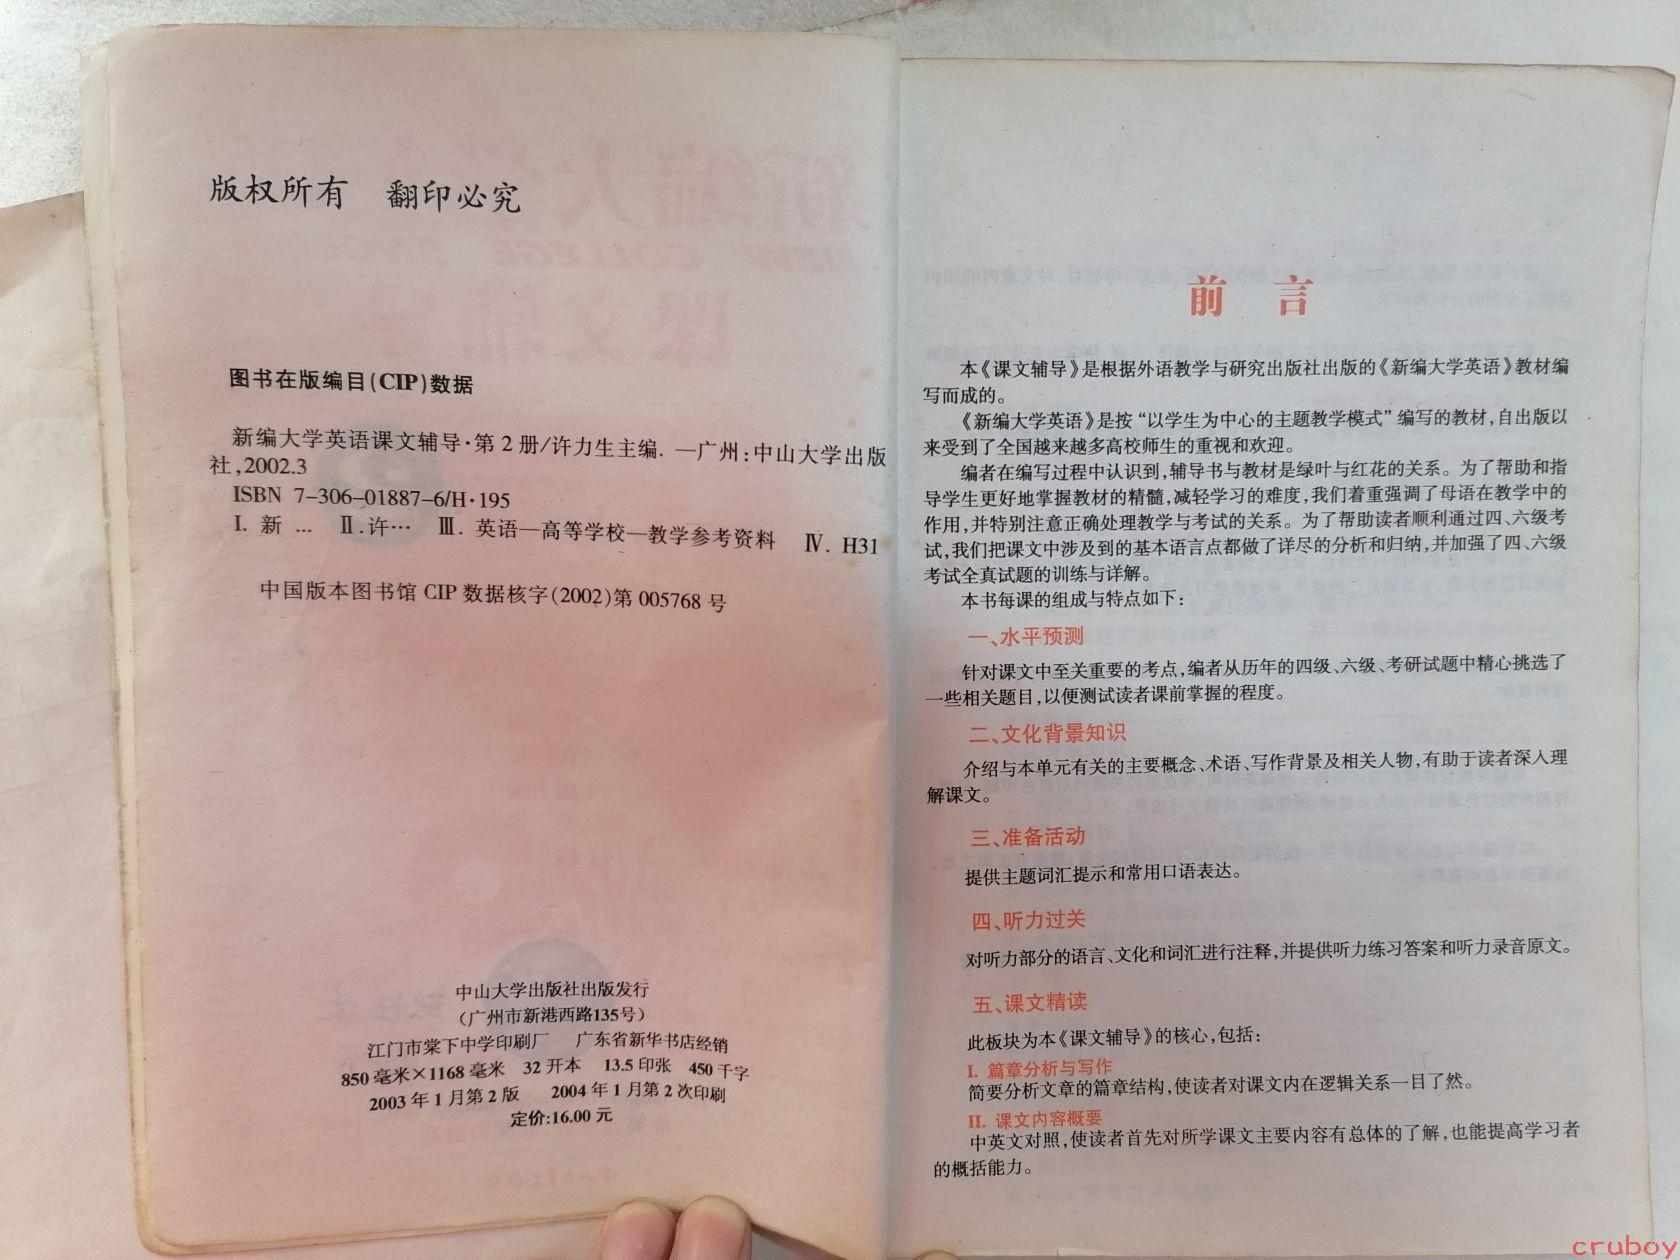 版权所有 翻印必究
图书在版编目(CIP)数据
新编大学英语课文辅导·第2册/许力生主编. —广州:中山大学出版
社,2002.3
ISBN 7-306-01887-6/H·195
Ⅰ. 新 … Ⅱ.许… Ⅲ. 英语—高等学校—教学参考资料 Ⅳ. H31
中国版本图书馆 CIP 数据核字(2002)第 005768 号
中山大学出版社出版发行
(广州市新港西路135号)
江门市棠下中学印刷厂 广东省新华书店经销
850 毫米×1168 毫米 32 开本 13.5 印张 450 千字
2003 年 1 月第 2 版 2004 年 1 月第 2 次印刷
定价:16.00 元
前 言
本《课文辅导》是根据外语教学与研究出版社出版的《新编大学英语》教材编
写而成的。
《新编大学英语》是按“以学生为中心的主题教学模式”编写的教材,自出版以
来受到了全国越来越多高校师生的重视和欢迎。
编者在编写过程中认识到,辅导书与教材是绿叶与红花的关系。为了帮助和指
导学生更好地掌握教材的精髓,减轻学习的难度,我们着重强调了母语在教学中的
作用,并特别注意正确处理教学与考试的关系。为了帮助读者顺利通过四、六级考
试,我们把课文中涉及到的基本语言点都做了详尽的分析和归纳,并加强了四、六级
考试全真试题的训练与详解。
本书每课的组成与特点如下:
一、水平预测
针对课文中至关重要的考点,编者从历年的四级、六级、考研试题中精心挑选了
一些相关题目,以便测试读者课前掌握的程度。
二、文化背景知识
介绍与本单元有关的主要概念、术语、写作背景及相关人物,有助于读者深入理
解课文。
三、准备活动
提供主题词汇提示和常用口语表达。
四、听力过关
对听力部分的语言、文化和词汇进行注释,并提供听力练习答案和听力录音原文。
五、课文精读
此板块为本《课文辅导》的核心,包括:
I. 篇章分析与写作
简要分析文章的篇章结构,使读者对课文内在逻辑关系一目了然。
II. 课文内容概要
中英文对照,使读者首先对所学课文主要内容有总体的了解,也能提高学习者
的概括能力。
cruboy